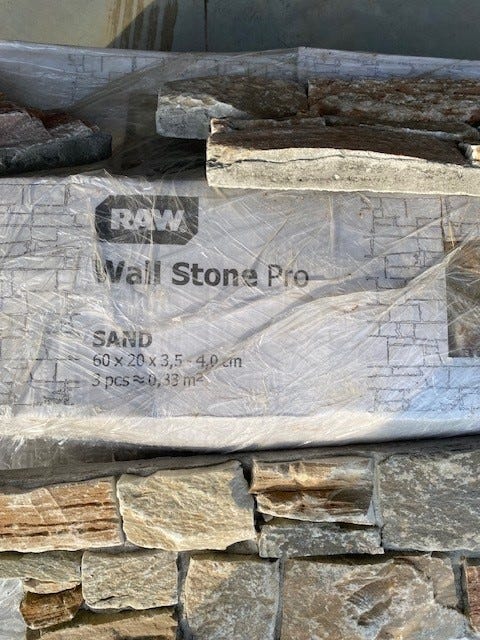 RAW
Wall Stone Pro
SAND
60 x 20 x 3,5 - 4,0 cm
3 pcs ≈ 0,33 m²